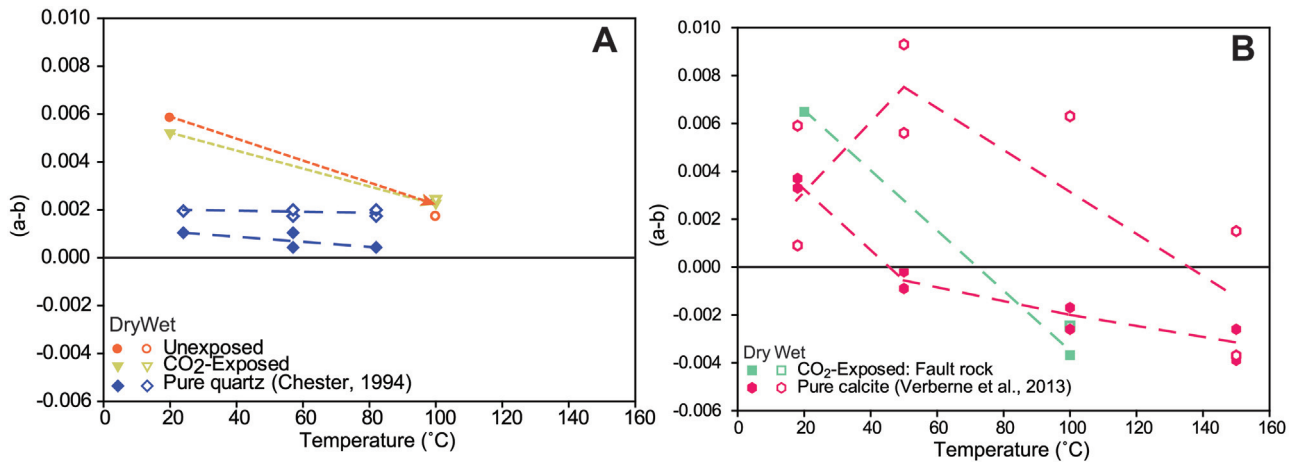 A
0.010
0.008
0.006
0.004
0.002
0.000
-0.002
-0.004
-0.006
(a-b)
0 20 40 60 80 100 120 140 160
Temperature (˚C)
Dry Wet
Unexposed
CO2-Exposed
Pure quartz (Chester, 1994)
B
0.010
0.008
0.006
0.004
0.002
0.000
-0.002
-0.004
-0.006
(a-b)
0 20 40 60 80 100 120 140 160
Temperature (˚C)
Dry Wet
CO2-Exposed: Fault rock
Pure calcite (Verberne et al., 2013)